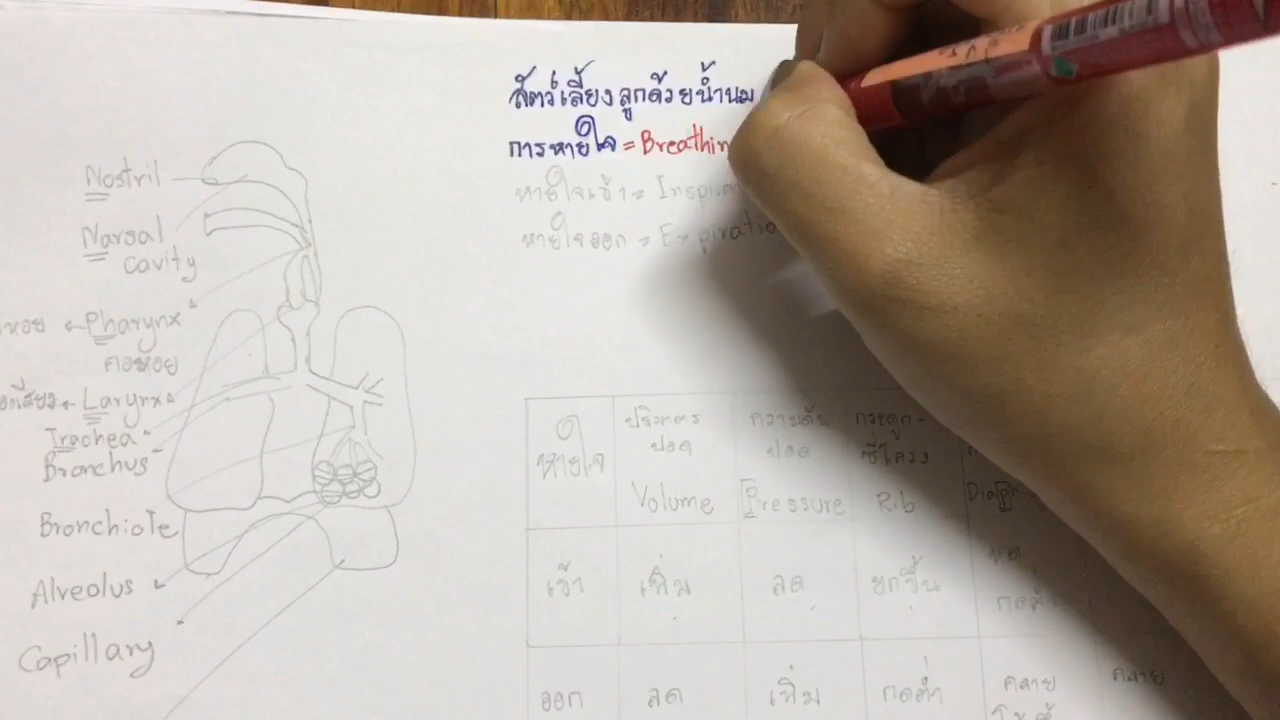 สัตว์เลี้ยงลูกด้วยน้ำนม
การหายใจ = Breathin
หายใจเข้า = Inspira
หายใจออก = Expiratio
Nostril
Narsal
cavity
Pharynx
คอหอย
Larynx
Trachea
Bronchus
Bronchiole
Alveolus
Capillary
หายใจ
ปริมาตร
ปอด
Volume
ความดัน
ปอด
Pressure
กระดูก-
ซี่โครง
Rib
เข้า
เพิ่ม
ลด
ยกขึ้น
ออก
ลด
เพิ่ม
กดต่ำ
คลาย
คลาย